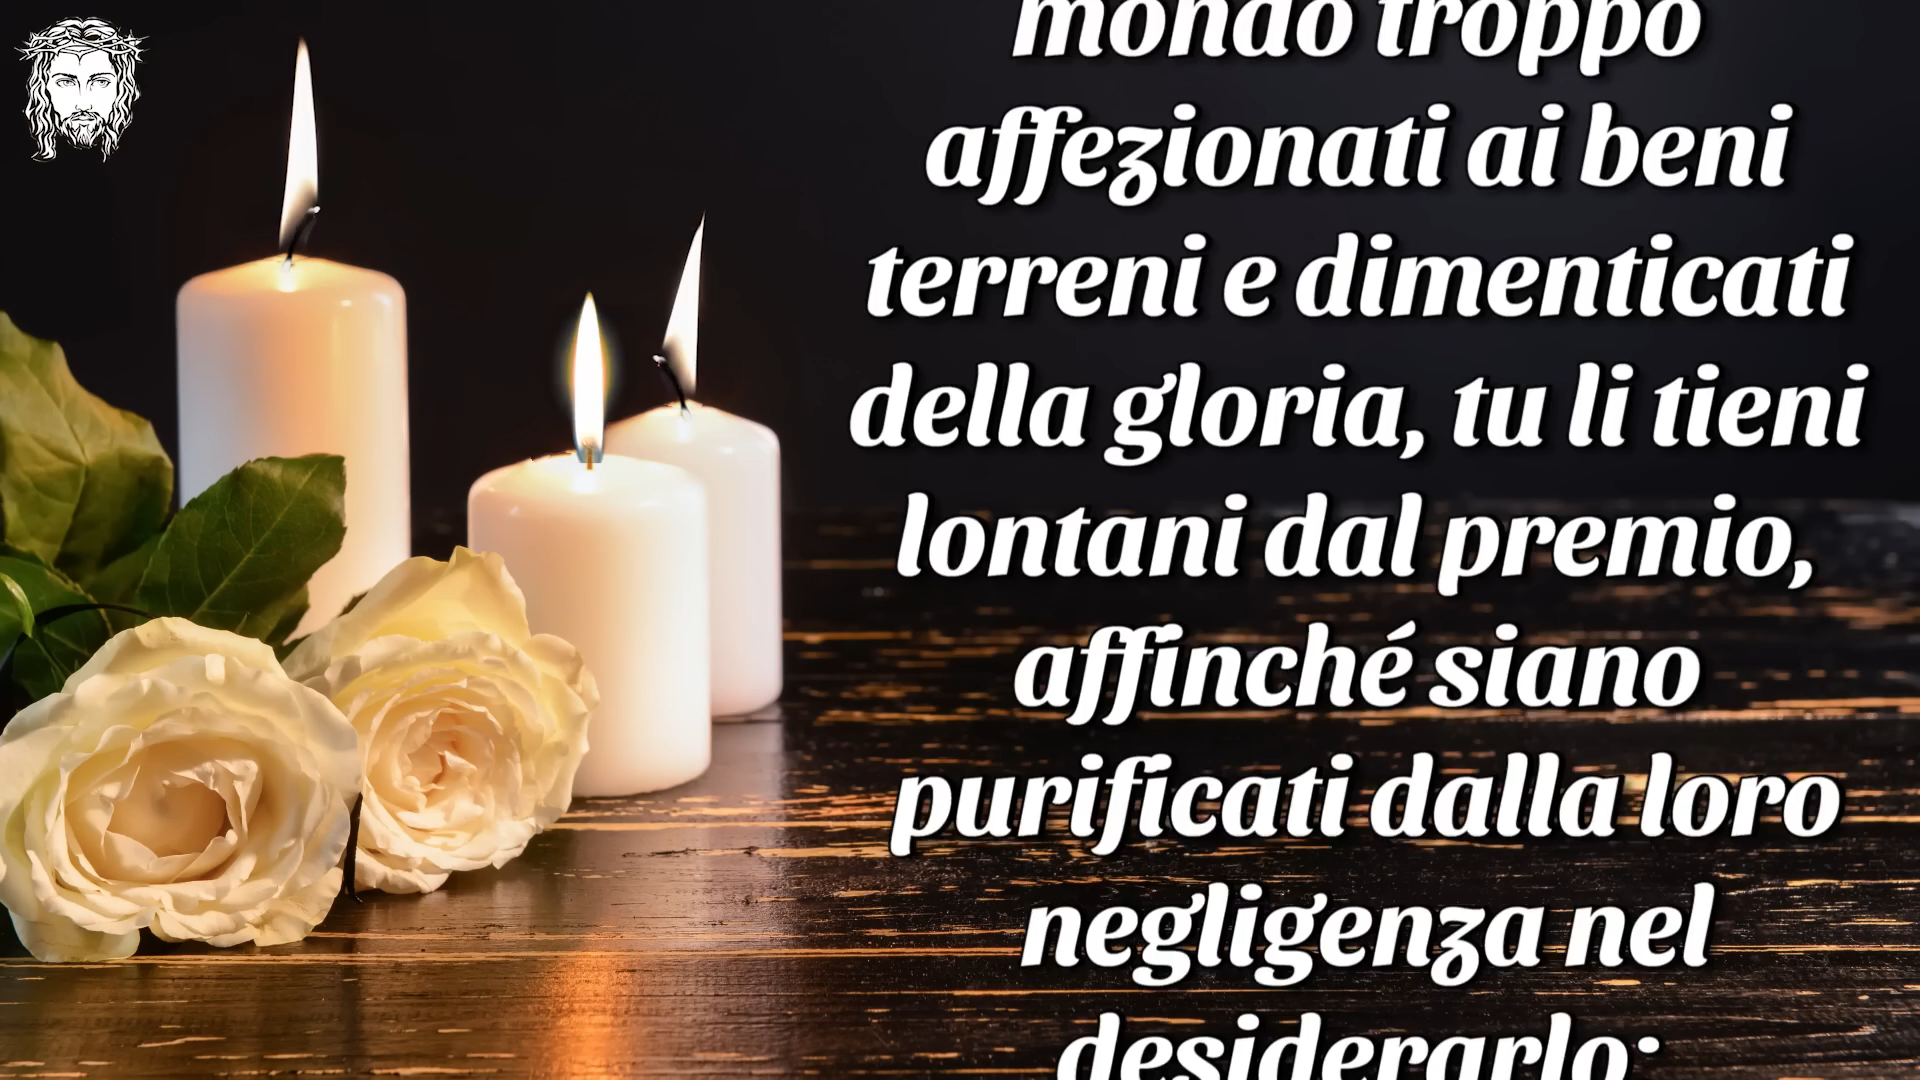 mondo troppo
affezionati ai beni
terreni e dimenticati
della gloria, tu li tieni
lontani dal premio,
affinché siano
purificati dalla loro
negligenza nel
desiderarlo;